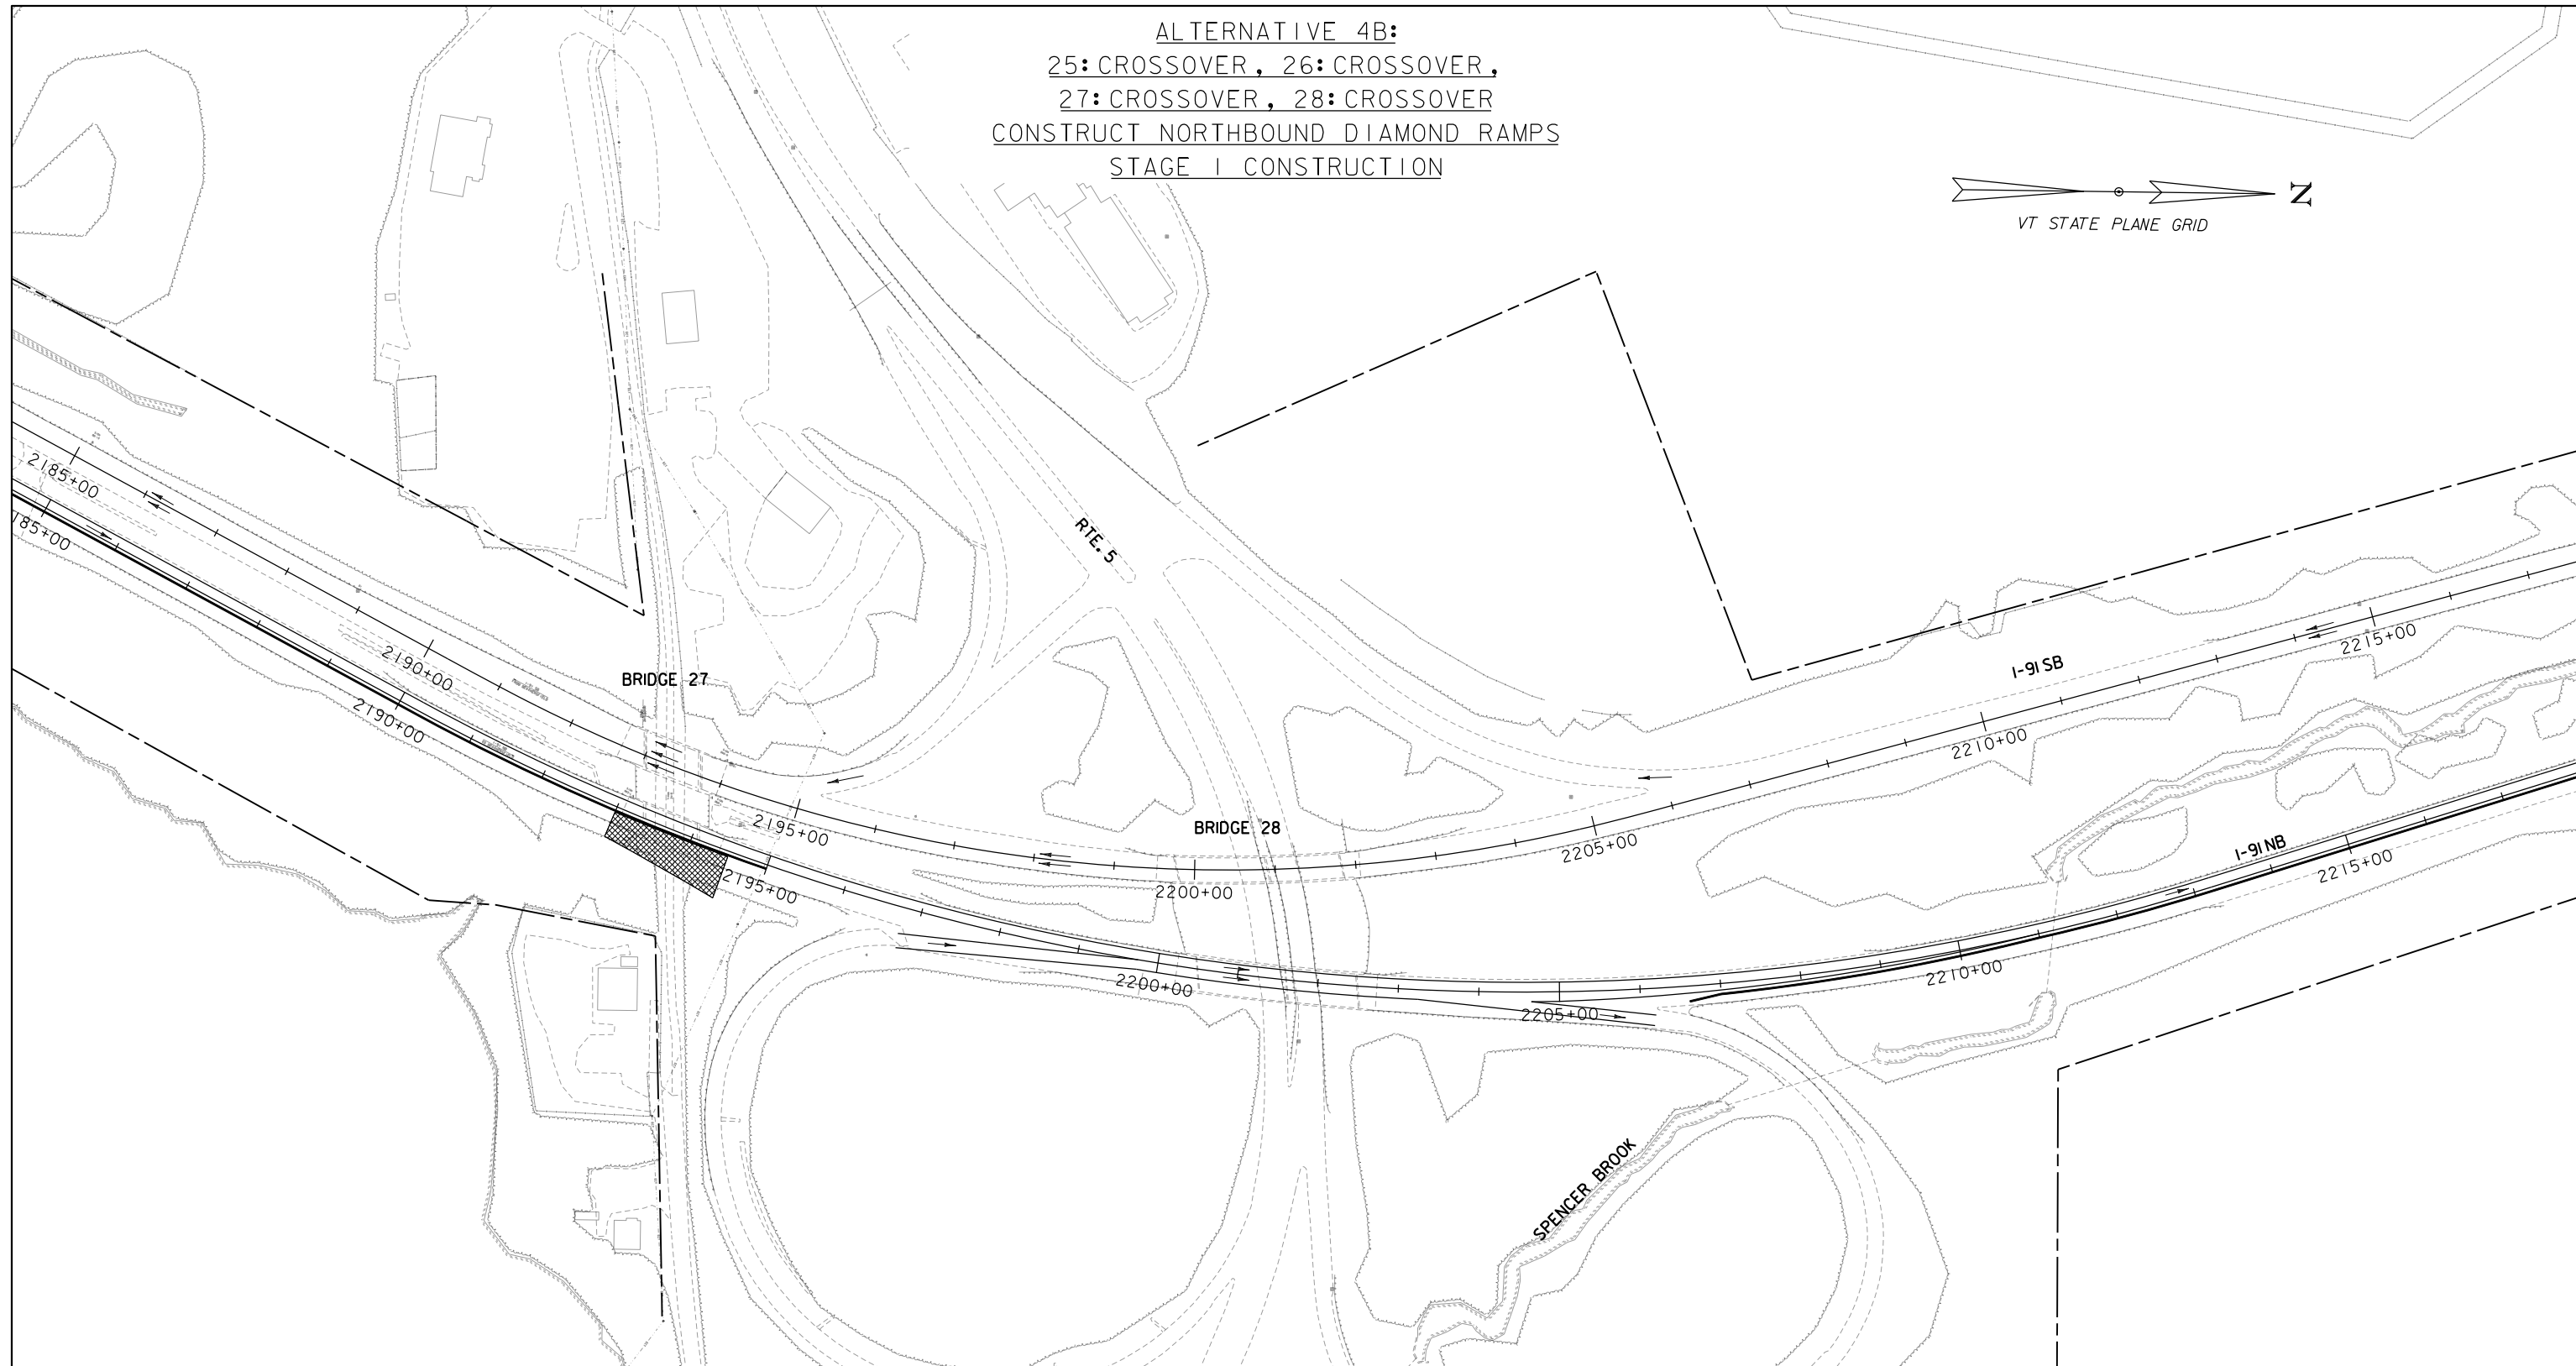 ALTERNATIVE 4B:
25: CROSSOVER, 26: CROSSOVER,
27: CROSSOVER, 28: CROSSOVER
CONSTRUCT NORTHBOUND DIAMOND RAMPS
STAGE 1 CONSTRUCTION
N
VT STATE PLANE GRID
2185+00
185+00
RTE. 5
2190+00
2190+00
BRIDGE 27
I-91 SB
2215+00
2210+00
2195+00
BRIDGE 28
2205+00
2195+00
2200+00
I-91 NB
2215+00
2200+00
2210+00
2205+00
SPENCER BROOK